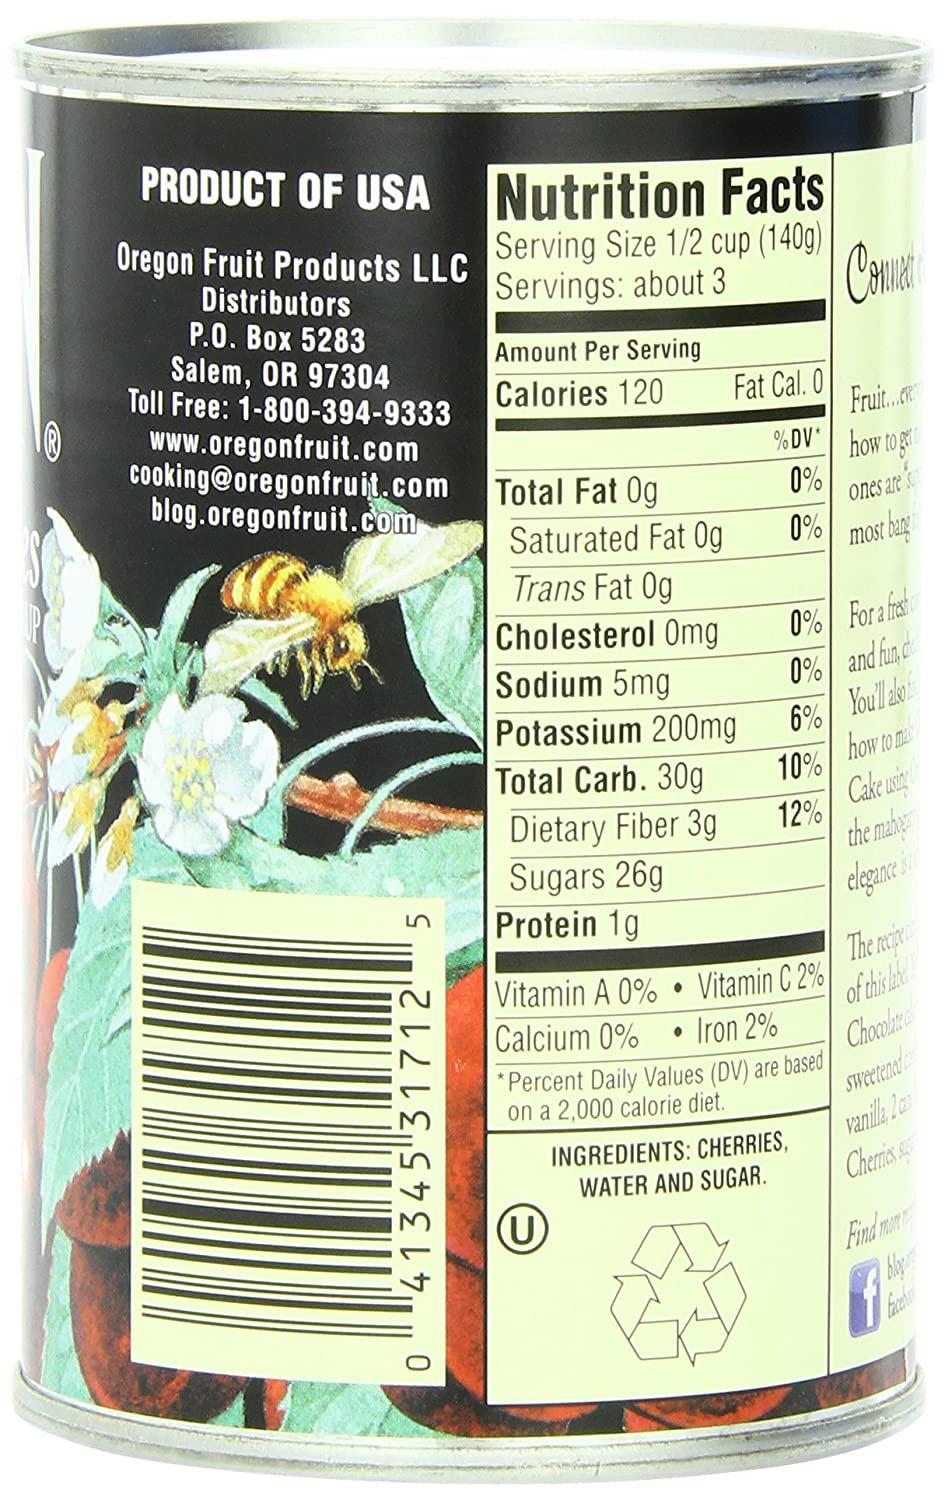 N®
es
UP
PRODUCT OF USA
Oregon Fruit Products LLC
Distributors
P.O. Box 5283
Salem, OR 97304
Toll Free: 1-800-394-9333
www.oregonfruit.com
cooking@oregonfruit.com
blog.oregonfruit.com
0 41345 31712 5
Nutrition Facts
Serving Size 1/2 cup (140g)
Servings: about 3
Amount Per Serving
Calories 120 Fat Cal. 0
%DV*
Total Fat 0g 0%
Saturated Fat 0g 0%
Trans Fat 0g
Cholesterol 0mg 0%
Sodium 5mg 0%
Potassium 200mg 6%
Total Carb. 30g 10%
Dietary Fiber 3g 12%
Sugars 26g
Protein 1g
Vitamin A 0% • Vitamin C 2%
Calcium 0% • Iron 2%
*Percent Daily Values (DV) are based
on a 2,000 calorie diet.
INGREDIENTS: CHERRIES,
WATER AND SUGAR.
U
Connect
Fruit...
how to get
ones are
most bang
For a fresh
and fun,
You'll also
how to
Cake using
the
elegance is
The recipe
of this label
Chocolate
sweetened
vanilla, 2
Cherries,
Find more
f